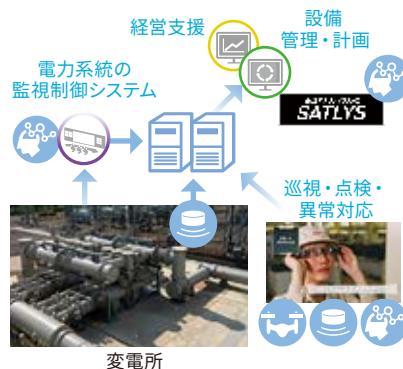 経営支援
設備
管理・計画
電力系統の
監視制御システム
SATLYS
巡視・点検・
異常対応
変電所